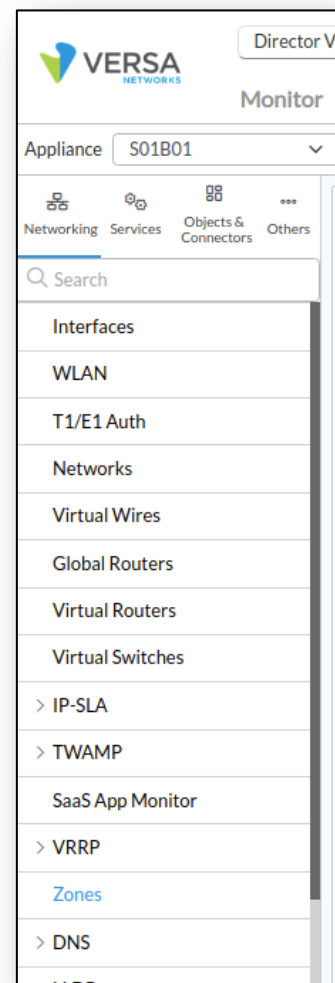 VERSA
NETWORKS
Director V
Monitor
Appliance S01B01
Networking Services Objects & Connectors Others
Search
Interfaces
WLAN
T1/E1 Auth
Networks
Virtual Wires
Global Routers
Virtual Routers
Virtual Switches
IP-SLA
TWAMP
SaaS App Monitor
VRRP
Zones
DNS